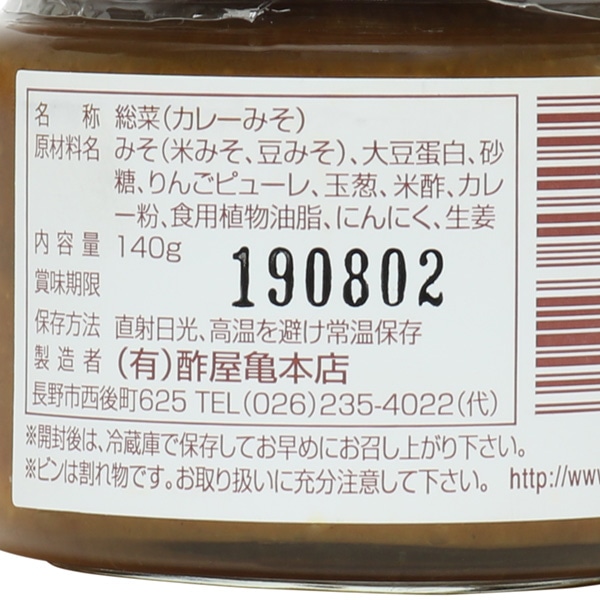 名称 総菜(カレーみそ)
原材料名 みそ(米みそ、豆みそ)、大豆蛋白、砂
糖、りんごピューレ、玉葱、米酢、カレ
ー粉、食用植物油脂、にんにく、生姜
内容量 140g
賞味期限 190802
保存方法 直射日光、高温を避け常温保存
製造者 (有)酢屋亀本店
長野市西後町625 TEL(026)235-4022(代)
※開封後は、冷蔵庫で保存してお早めにお召し上がり下さい。
※ビンは割れ物です。お取り扱いに充分注意して下さい。 http://www